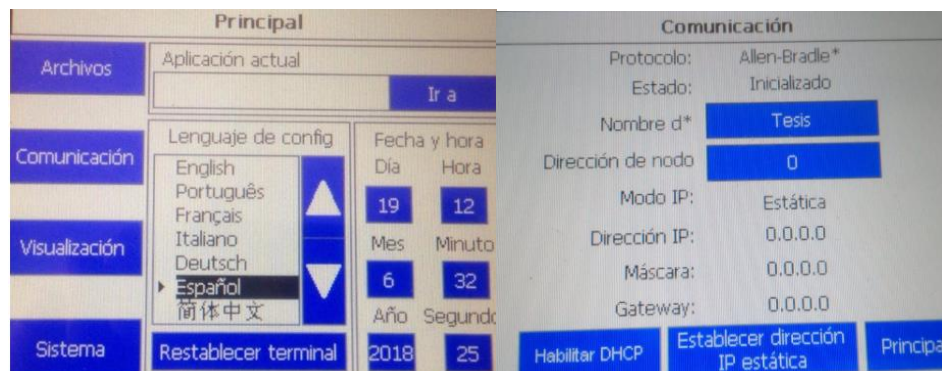 Principal
Archivos
Comunicación
Visualización
Sistema
Aplicación actual
Ir a
Lenguaje de config
English
Português
Français
Italiano
Deutsch
Español
简体中文
Restablecer terminal
Fecha y hora
Día Hora
19 12
Mes Minuto
6 32
Año Segundo
2018 25
Comunicación
Protocolo: Allen-Bradle*
Estado: Inicializado
Nombre d* Tesis
Dirección de nodo 0
Modo IP: Estática
Dirección IP: 0.0.0.0
Máscara: 0.0.0.0
Gateway: 0.0.0.0
Habilitar DHCP
Establecer dirección
IP estática
Principa